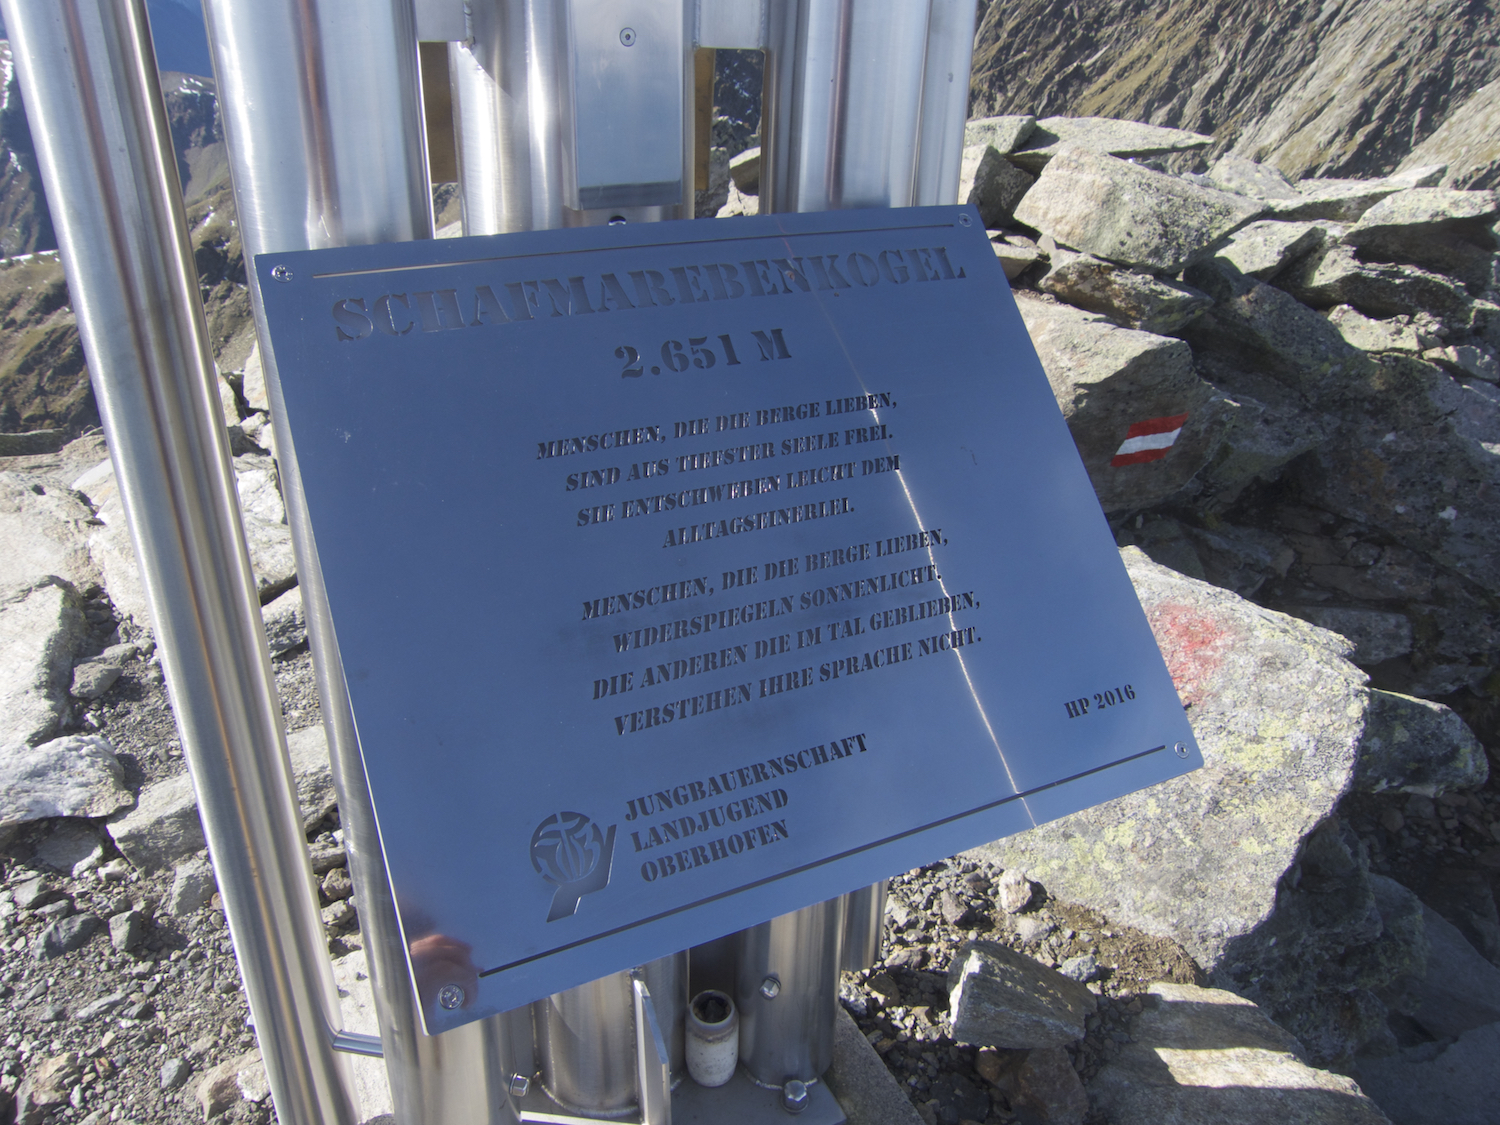 SCHAFMAREBENKOGEL
2.651 M
MENSCHEN, DIE DIE BERGE LIEBEN,
SIND AUS TIEFSTER SEELE FREI.
SIE ENTSCHWEBEN LEICHT DEM
ALLTAGSEINERLEI.
MENSCHEN, DIE DIE BERGE LIEBEN,
WIDERSPIEGELN SONNENLICHT.
DIE ANDEREN DIE IM TAL GEBLIEBEN,
VERSTEHEN IHRE SPRACHE NICHT.
HP 2016
JUNGBAUERNSCHAFT
LANDJUGEND
OBERHOFEN